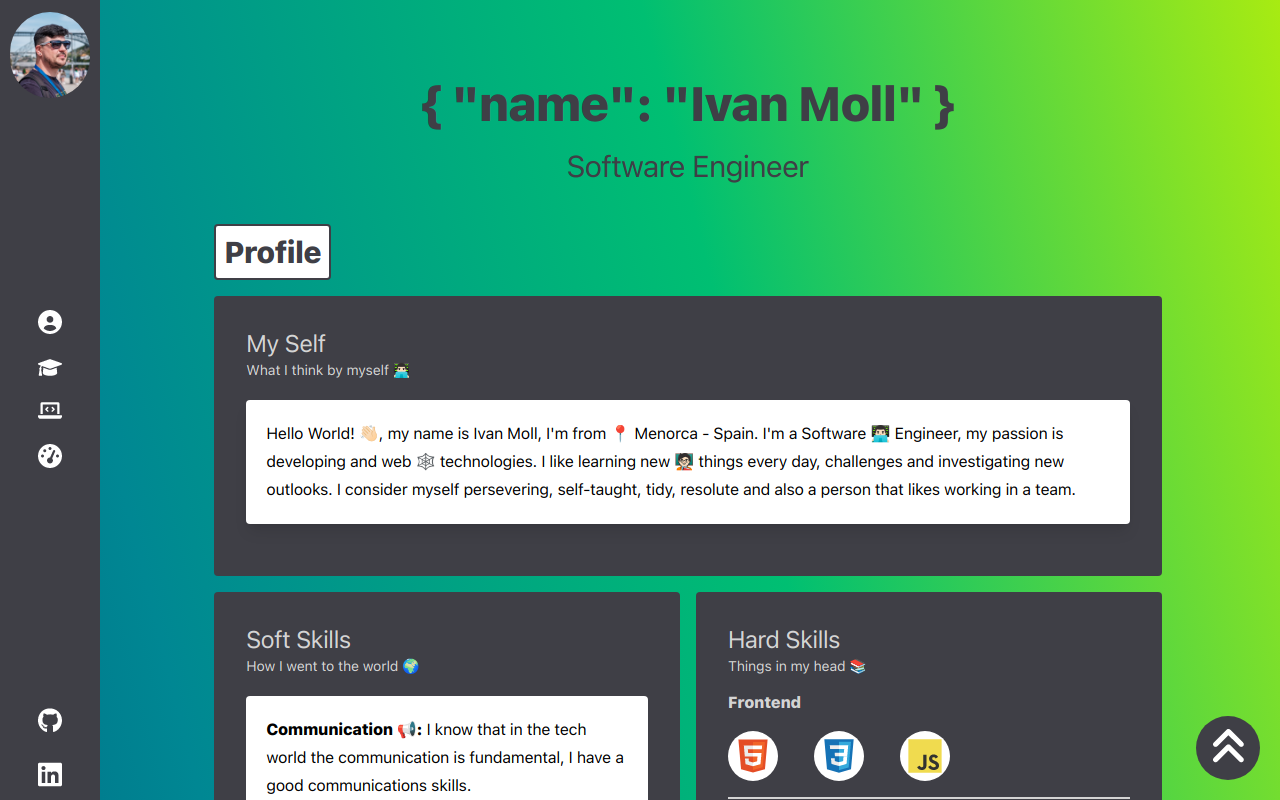 { "name": "Ivan Moll" }
Software Engineer
Profile
My Self
What I think by myself 👨🏻‍💻
Hello World! 👋🏻, my name is Ivan Moll, I'm from 📍 Menorca - Spain. I'm a Software 👨🏻‍💻 Engineer, my passion is
developing and web 🕸 technologies. I like learning new 👨🏻‍🏫 things every day, challenges and investigating new
outlooks. I consider myself persevering, self-taught, tidy, resolute and also a person that likes working in a team.
Soft Skills
How I went to the world 🌍
Communication 📢: I know that in the tech
world the communication is fundamental, I have a
good communications skills.
Hard Skills
Things in my head 📚
Frontend
5
3
JS
in